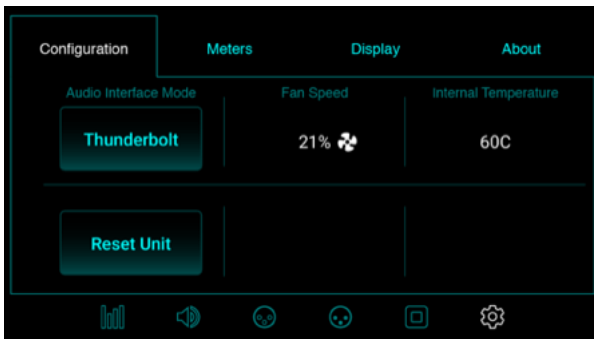 Configuration Meters Display About
Audio Interface Mode Fan Speed Internal Temperature
Thunderbolt 21% 60C
Reset Unit